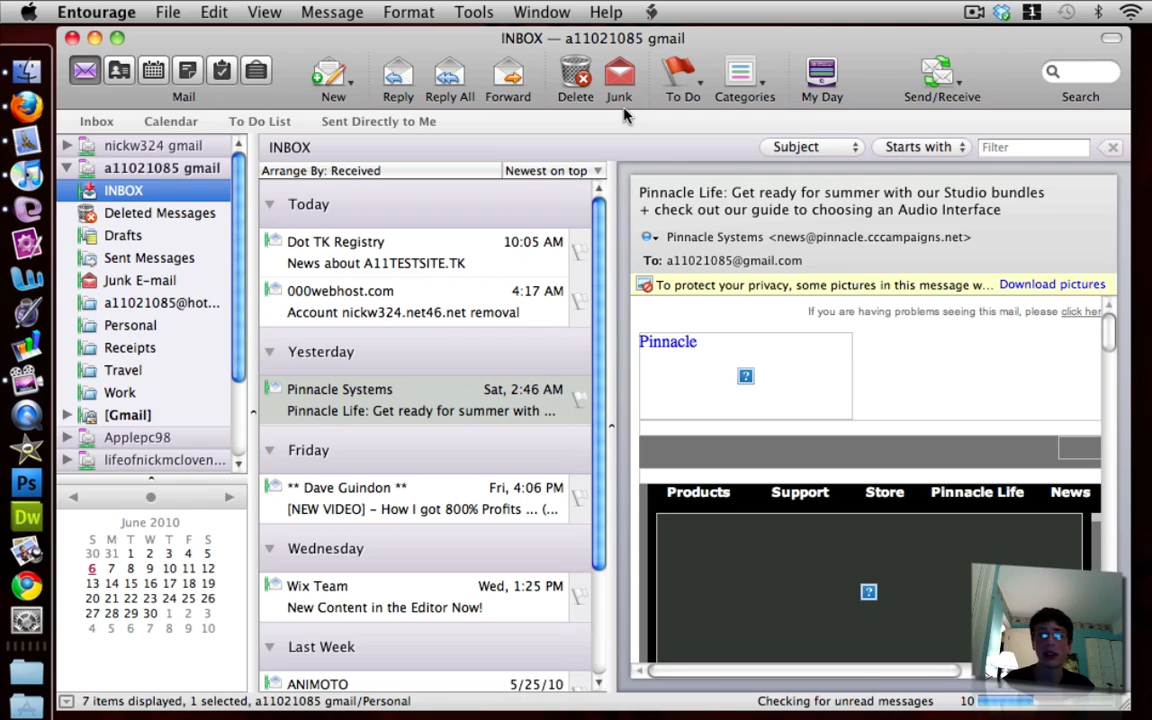 Entourage File Edit View Message Format Tools Window Help
INBOX — a11021085 gmail
Mail New Reply Reply All Forward Delete Junk To Do Categories My Day Send/Receive Search
Inbox Calendar To Do List Sent Directly to Me
nickw324 gmail
a11021085 gmail
INBOX
Deleted Messages
Drafts
Sent Messages
Junk E-mail
a11021085@hot...
Personal
Receipts
Travel
Work
[Gmail]
Applepc98
lifeofnickmcloven...
June 2010
S M T W T F S
30 31 1 2 3 4 5
6 7 8 9 10 11 12
13 14 15 16 17 18 19
20 21 22 23 24 25 26
27 28 29 30 1 2 3
4 5 6 7 8 9 10
INBOX
Subject Starts with Filter
Arrange By: Received Newest on top
Today
Dot TK Registry 10:05 AM
News about A11TESTSITE.TK
000webhost.com 4:17 AM
Account nickw324.net46.net removal
Yesterday
Pinnacle Systems Sat, 2:46 AM
Pinnacle Life: Get ready for summer with ...
Friday
** Dave Guindon ** Fri, 4:06 PM
[NEW VIDEO] – How I got 800% Profits ... (...
Wednesday
Wix Team Wed, 1:25 PM
New Content in the Editor Now!
Last Week
ANIMOTO 5/25/10
Pinnacle Life: Get ready for summer with our Studio bundles
+ check out our guide to choosing an Audio Interface
Pinnacle Systems <news@pinnacle.cccampaigns.net>
To: a11021085@gmail.com
To protect your privacy, some pictures in this message w... Download pictures
If you are having problems seeing this mail, please click her
Pinnacle
Products Support Store Pinnacle Life News
Ps
Dw
7 items displayed, 1 selected, a11021085 gmail/Personal
Checking for unread messages 10